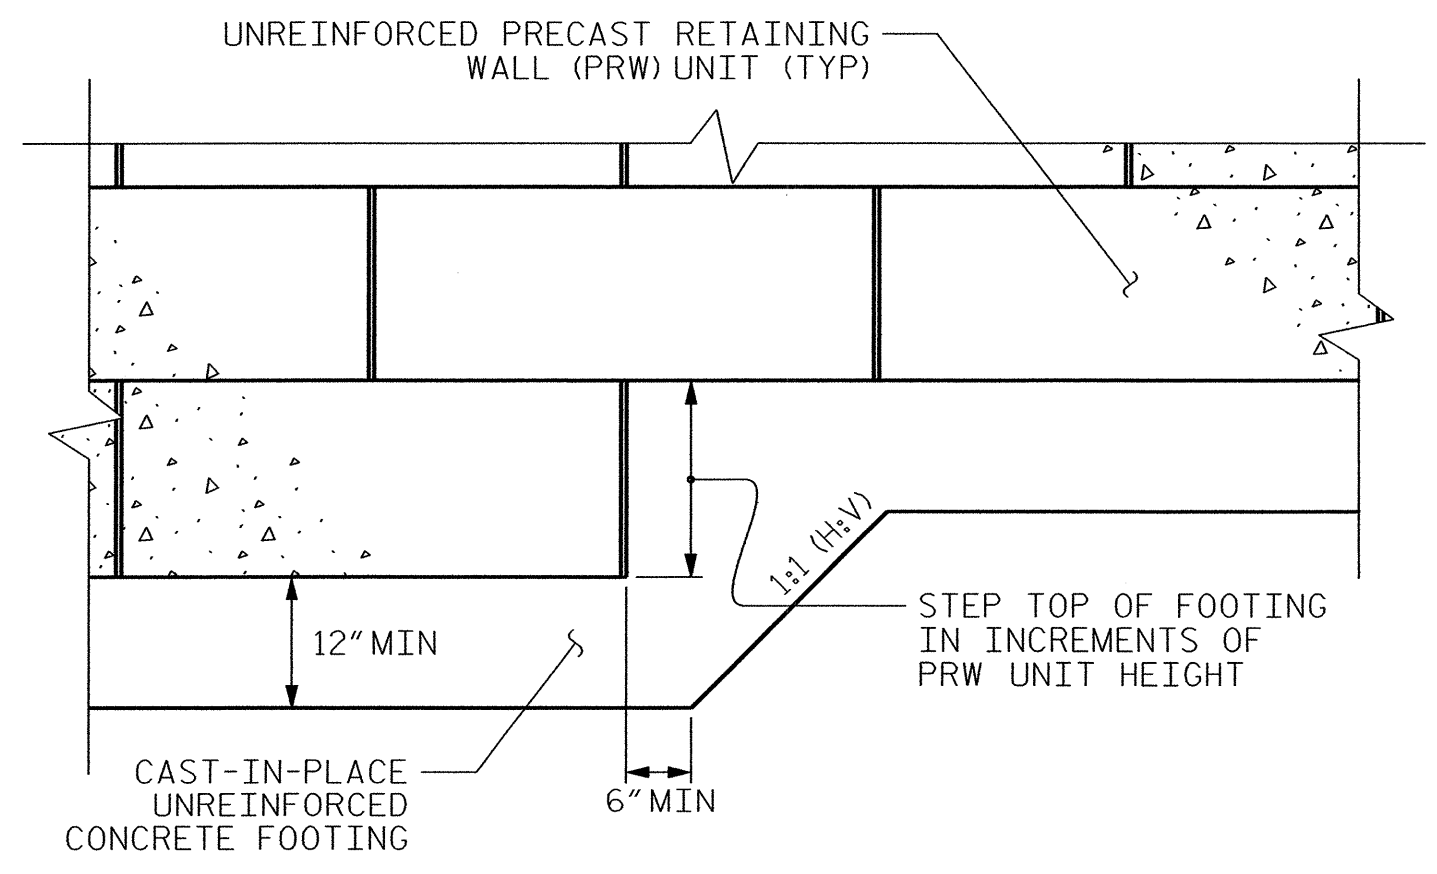 UNREINFORCED PRECAST RETAINING
WALL (PRW) UNIT (TYP)
1:1 (H:V)
STEP TOP OF FOOTING
IN INCREMENTS OF
PRW UNIT HEIGHT
12" MIN
CAST-IN-PLACE
UNREINFORCED
CONCRETE FOOTING
6" MIN